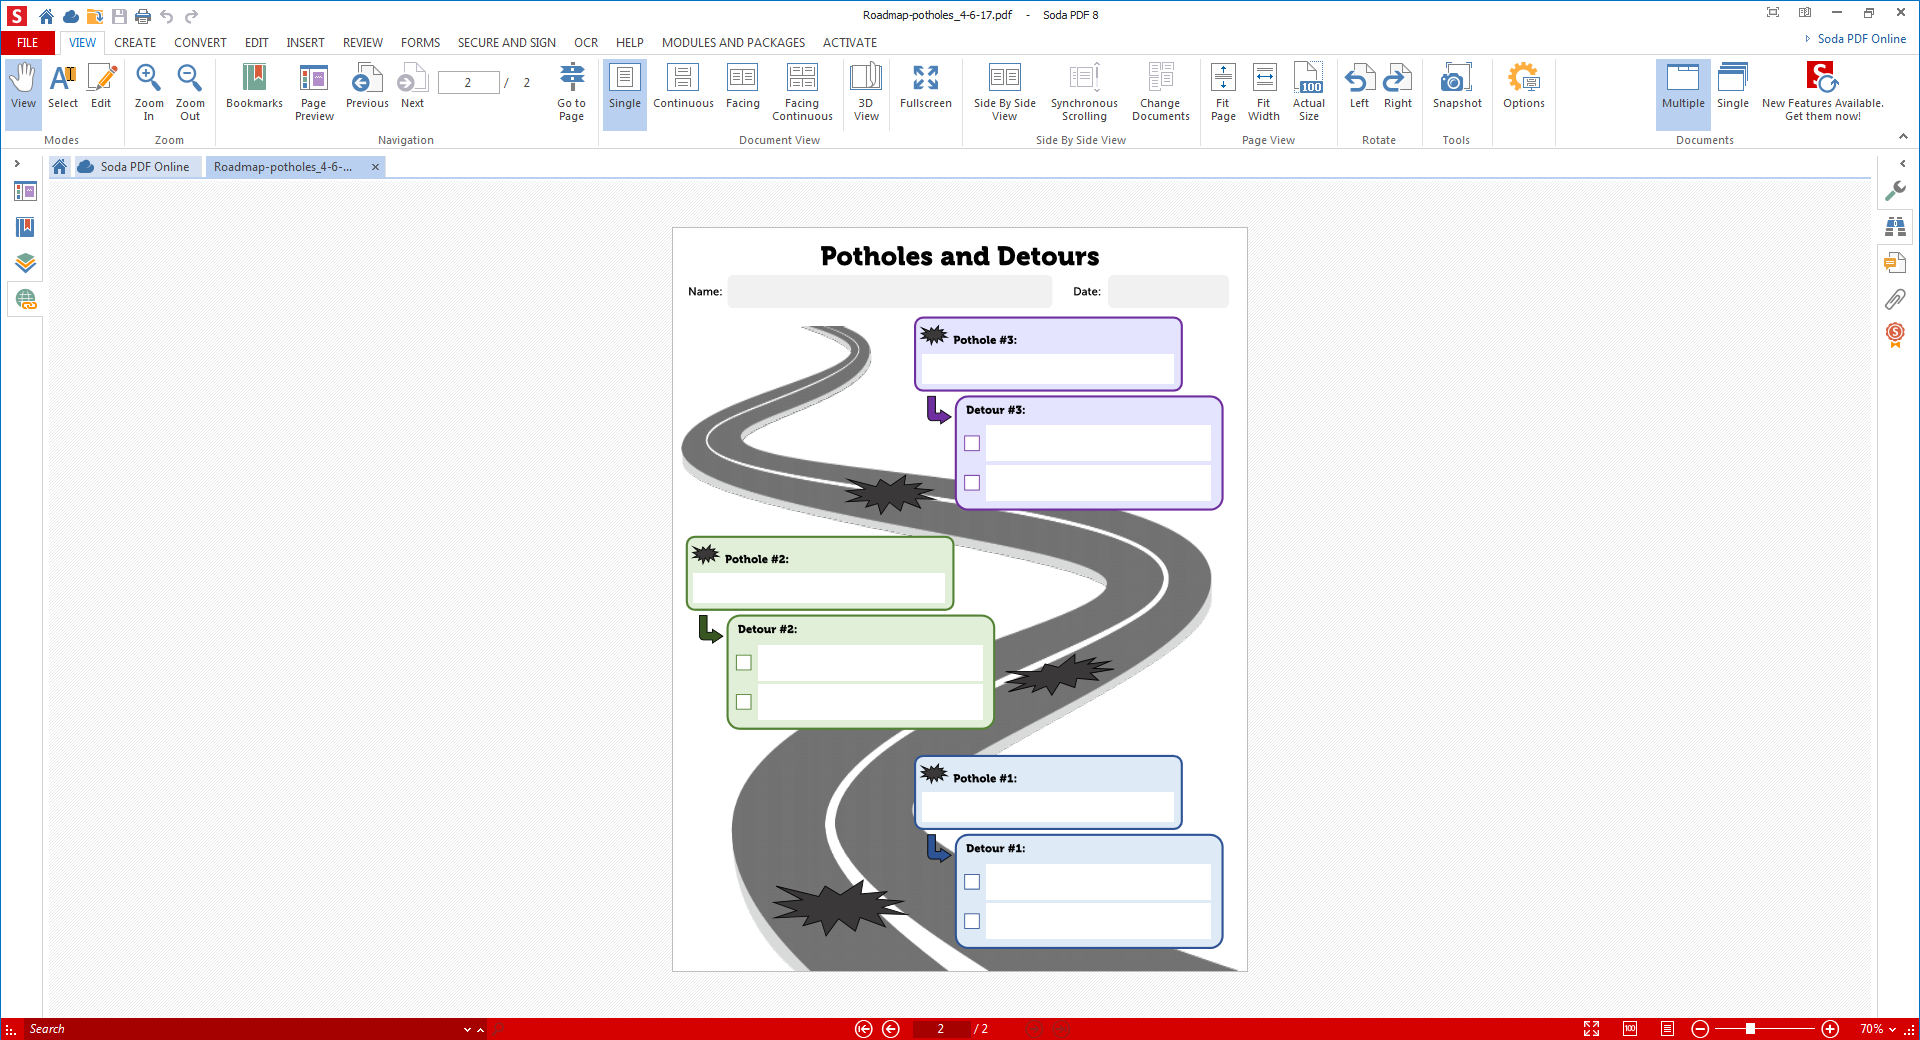 Roadmap-potholes_4-6-17.pdf - Soda PDF 8
FILE VIEW CREATE CONVERT EDIT INSERT REVIEW FORMS SECURE AND SIGN OCR HELP MODULES AND PACKAGES ACTIVATE Soda PDF Online
View Select Edit
Modes
Zoom In Zoom Out
Zoom
Bookmarks Page Preview Previous Next 2 / 2 Go to Page
Navigation
Single Continuous Facing Facing Continuous 3D View Fullscreen
Document View
Side By Side View Synchronous Scrolling Change Documents
Side By Side View
Fit Page Fit Width Actual Size
100
Page View
Left Right
Rotate
Snapshot
Tools
Options
Multiple Single New Features Available. Get them now!
Documents
Soda PDF Online Roadmap-potholes_4-6-...
Potholes and Detours
Name: Date:
Pothole #3:
Detour #3:
Pothole #2:
Detour #2:
Pothole #1:
Detour #1:
Search 2 / 2 100 70%